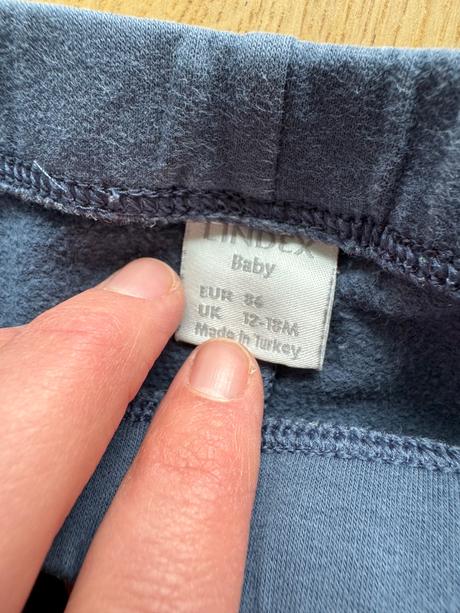 LINDEX
Baby
EUR 86
UK 12-18M
Made in Turkey